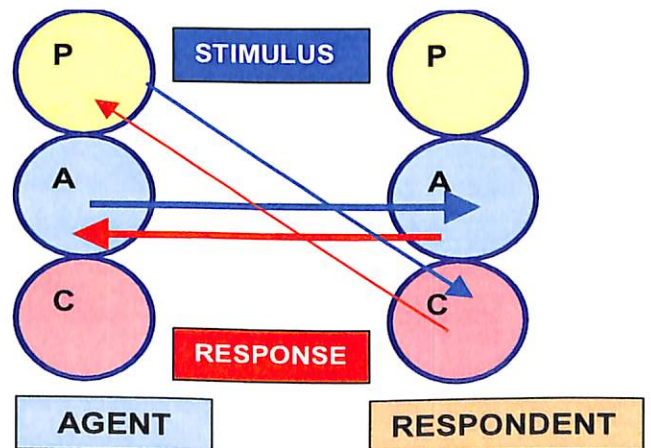 P STIMULUS P
A A
C C
RESPONSE
AGENT RESPONDENT